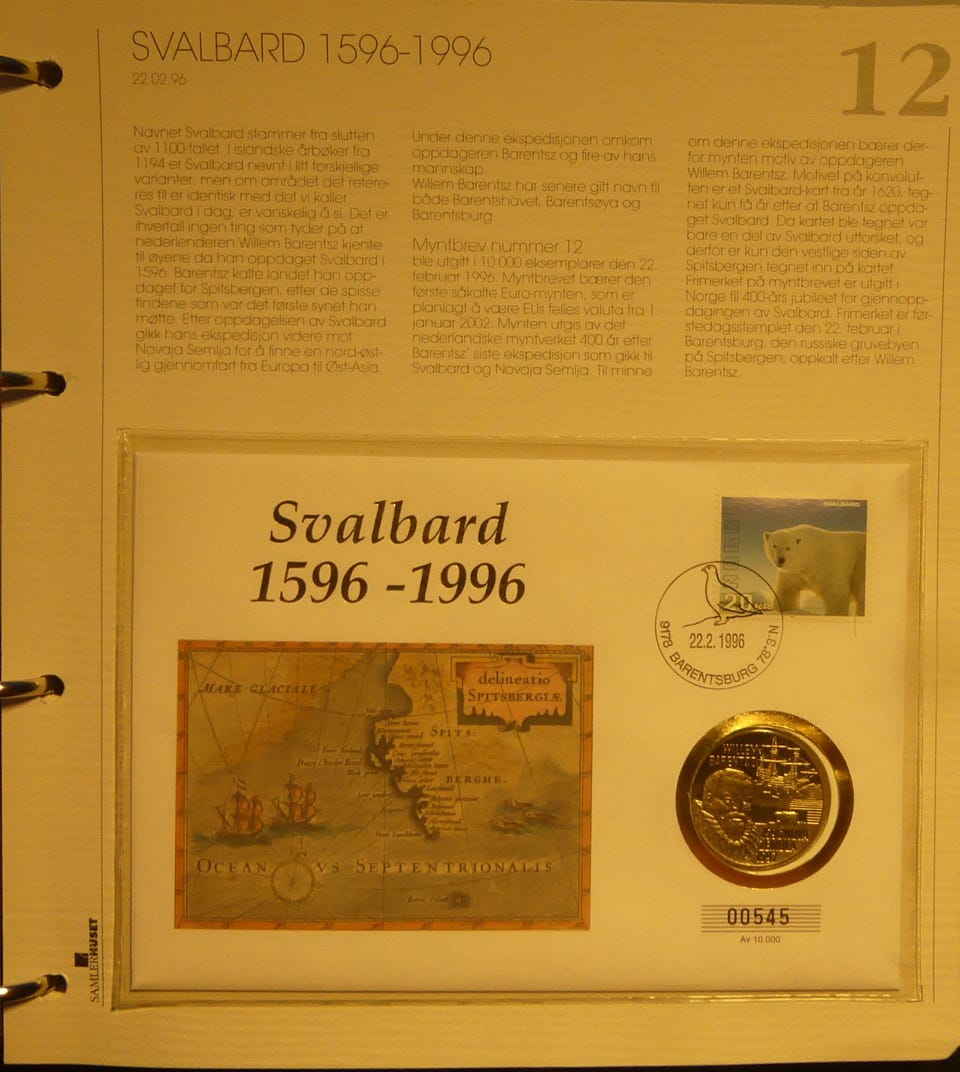 SVALBARD 1596-1996
22.02.96
12
Navnet Svalbard stammer fra slutten
av 1100-tallet. I islandske årbøker fra
1194 er Svalbard nevnt i litt forskjellige
varianter, men om området det refere-
res til er identisk med det vi kaller
Svalbard i dag, er vanskelig å si. Det er
ihvertfall ingen ting som tyder på at
nederlenderen Willem Barentsz kjente
til øyene da han oppdaget Svalbard i
1596. Barentsz kalte landet han opp-
daget for Spitsbergen, etter de spisse
tindene som var det første synet han
møtte. Etter oppdagelsen av Svalbard
gikk hans ekspedisjon videre mot
Novaja Semlja for å finne en nord-øst-
lig gjennomfart fra Europa til Øst-Asia.
Under denne ekspedisjonen omkom
oppdageren Barentsz og fire av hans
mannskap.
Willem Barentsz har senere gitt navn til
både Barentshavet, Barentsøya og
Barentsburg.
Myntbrev nummer 12
ble utgitt i 10.000 eksemplarer den 22.
februar 1996. Myntbrevet bærer den
første såkalte Euro-mynten, som er
planlagt å være EUs felles valuta fra 1
januar 2002. Mynten utgis av det
nederlandske myntverket 400 år etter
Barentsz' siste ekspedisjon som gikk til
Svalbard og Novaja Semlja. Til minne
om denne ekspedisjonen bærer der-
for mynten motiv av oppdageren
Willem Barentsz. Motivet på konvolut-
ten er et Svalbard-kart fra år 1620, teg-
net kun få år etter at Barentsz oppda-
get Svalbard. Da kartet ble tegnet var
bare en del av Svalbard utforsket, og
derfor er kun den vestlige siden av
Spitsbergen tegnet inn på kartet.
Frimerket på myntbrevet er utgitt i
Norge til 400-års jubileet for gjenopp-
dagingen av Svalbard. Frimerket er før-
stedagsstemplet den 22. februar i
Barentsburg, den russiske gruvebyen
på Spitsbergen, oppkalt etter Willem
Barentsz.
Svalbard
1596 -1996
SVALBARD
NORGE
20 KR
22.2.1996
9178 BARENTSBURG 78°3'N
delineatio
SPITSBERGIÆ
MARE GLACIALE
SPITS:
BERGHE.
OCEANVS SEPTENTRIONALIS
WILLEM
BARENTSZ
00545
Av 10.000
SAMLERHUSET